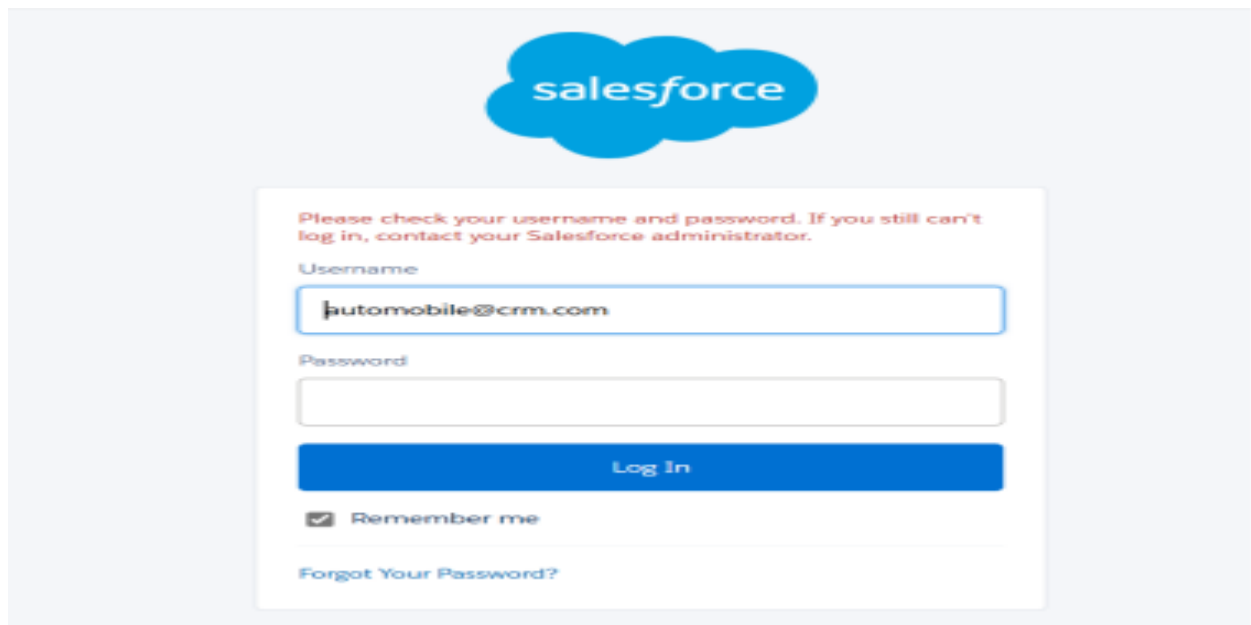 salesforce
Please check your username and password. If you still can't
log in, contact your Salesforce administrator.
Username
automobile@crm.com
Password
Log In
Remember me
Forgot Your Password?